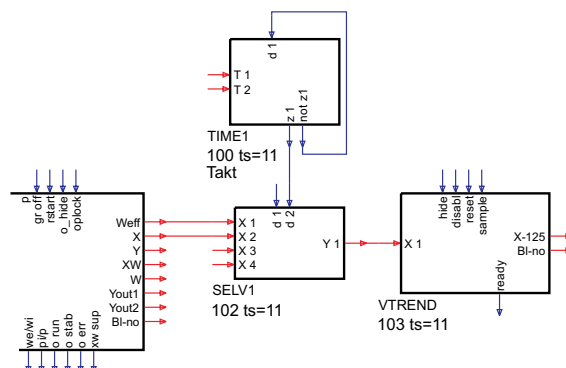 d 1
T 1
T 2
z 1
not z1
TIME1
100 ts=11
Takt
p
gr off
rstart
o_hide
oplock
Weff
X
Y
XW
W
Yout1
Yout2
Bl-no
we/wi
pi/p
o run
o stab
o err
xw sup
d 1
d 2
X 1
X 2
X 3
X 4
Y 1
SELV1
102 ts=11
hide
disabl
reset
sample
X 1
X-125
Bl-no
ready
VTREND
103 ts=11